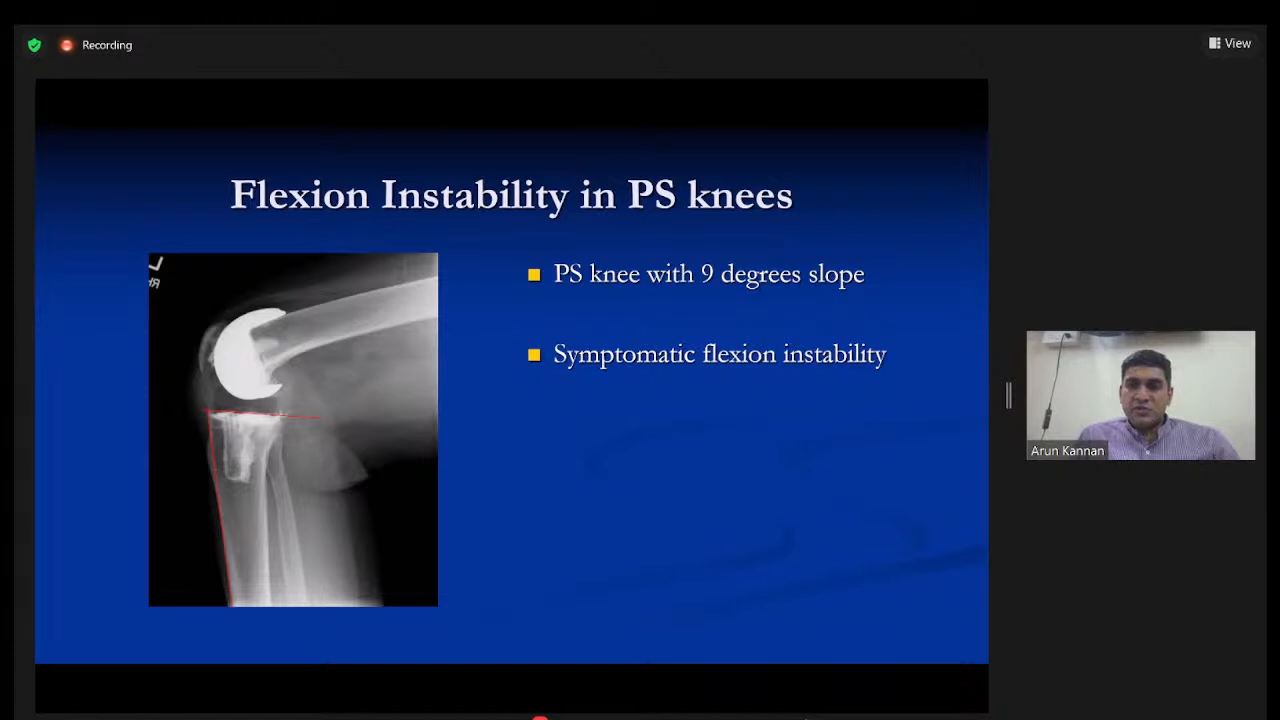 Recording
View
Flexion Instability in PS knees
PS knee with 9 degrees slope
Symptomatic flexion instability
Arun Kannan